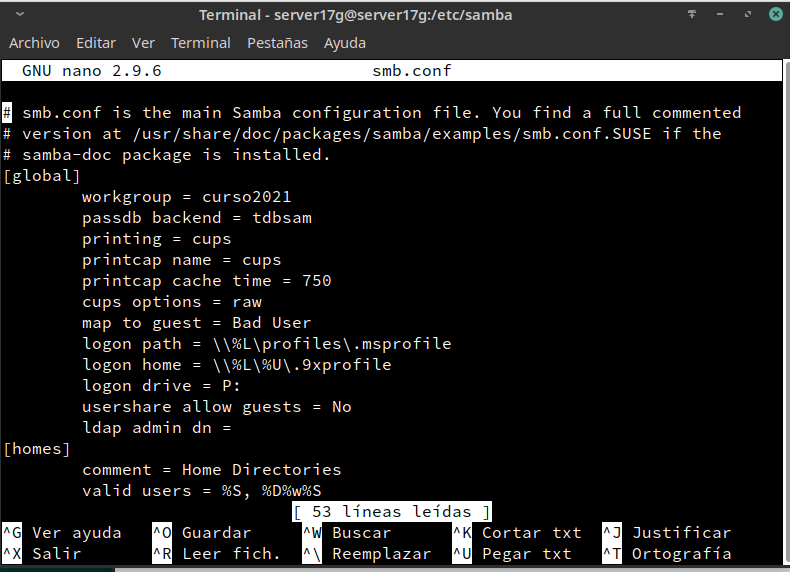 Terminal - server17g@server17g:/etc/samba
Archivo Editar Ver Terminal Pestañas Ayuda
GNU nano 2.9.6 smb.conf
# smb.conf is the main Samba configuration file. You find a full commented
# version at /usr/share/doc/packages/samba/examples/smb.conf.SUSE if the
# samba-doc package is installed.
[global]
workgroup = curso2021
passdb backend = tdbsam
printing = cups
printcap name = cups
printcap cache time = 750
cups options = raw
map to guest = Bad User
logon path = \\%L\profiles\.msprofile
logon home = \\%L\%U\.9xprofile
logon drive = P:
usershare allow guests = No
ldap admin dn =
[homes]
comment = Home Directories
valid users = %S, %D%w%S
[ 53 líneas leídas ]
^G Ver ayuda ^O Guardar ^W Buscar ^K Cortar txt ^J Justificar
^X Salir ^R Leer fich. ^\ Reemplazar ^U Pegar txt ^T Ortografía